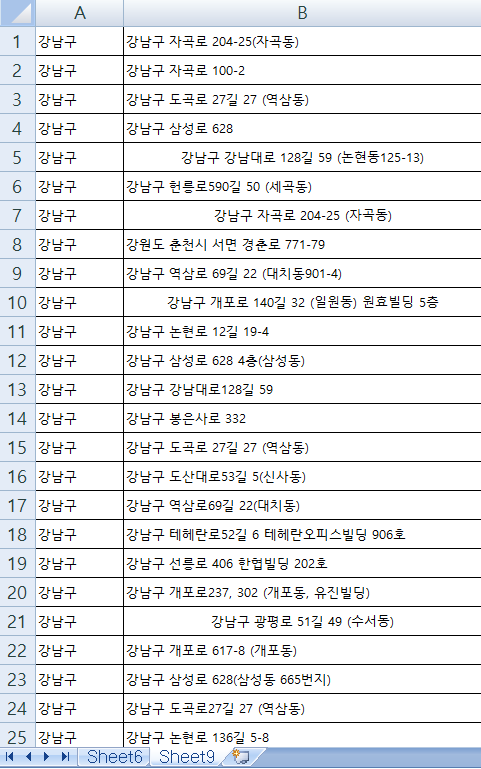 A B
1 강남구 강남구 자곡로 204-25(자곡동)
2 강남구 강남구 자곡로 100-2
3 강남구 강남구 도곡로 27길 27 (역삼동)
4 강남구 강남구 삼성로 628
5 강남구 강남구 강남대로 128길 59 (논현동125-13)
6 강남구 강남구 헌릉로590길 50 (세곡동)
7 강남구 강남구 자곡로 204-25 (자곡동)
8 강남구 강원도 춘천시 서면 경춘로 771-79
9 강남구 강남구 역삼로 69길 22 (대치동901-4)
10 강남구 강남구 개포로 140길 32 (일원동) 원효빌딩 5층
11 강남구 강남구 논현로 12길 19-4
12 강남구 강남구 삼성로 628 4층(삼성동)
13 강남구 강남구 강남대로128길 59
14 강남구 강남구 봉은사로 332
15 강남구 강남구 도곡로 27길 27 (역삼동)
16 강남구 강남구 도산대로53길 5(신사동)
17 강남구 강남구 역삼로69길 22(대치동)
18 강남구 강남구 테헤란로52길 6 테헤란오피스빌딩 906호
19 강남구 강남구 선릉로 406 한협빌딩 202호
20 강남구 강남구 개포로237, 302 (개포동, 유진빌딩)
21 강남구 강남구 광평로 51길 49 (수서동)
22 강남구 강남구 개포로 617-8 (개포동)
23 강남구 강남구 삼성로 628(삼성동 665번지)
24 강남구 강남구 도곡로27길 27 (역삼동)
25 강남구 강남구 논현로 136길 5-8
Sheet6 Sheet9